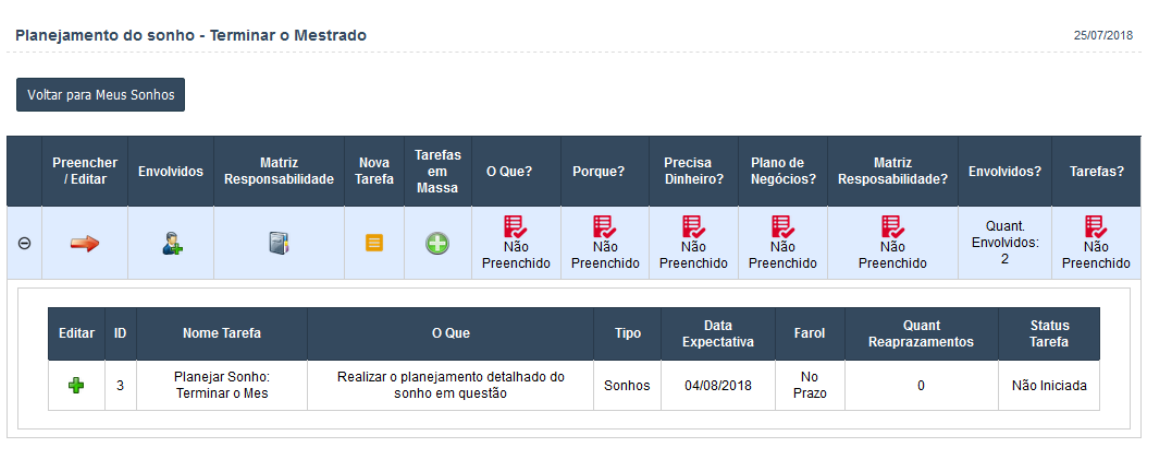 Planejamento do sonho - Terminar o Mestrado
25/07/2018
Voltar para Meus Sonhos
Preencher / Editar
Envolvidos
Matriz Responsabilidade
Nova Tarefa
Tarefas em Massa
O Que?
Porque?
Precisa Dinheiro?
Plano de Negócios?
Matriz Resposabilidade?
Envolvidos?
Tarefas?
Não Preenchido
Não Preenchido
Não Preenchido
Não Preenchido
Não Preenchido
Quant. Envolvidos: 2
Não Preenchido
Editar
ID
Nome Tarefa
O Que
Tipo
Data Expectativa
Farol
Quant Reaprazamentos
Status Tarefa
3
Planejar Sonho: Terminar o Mes
Realizar o planejamento detalhado do sonho em questão
Sonhos
04/08/2018
No Prazo
0
Não Iniciada